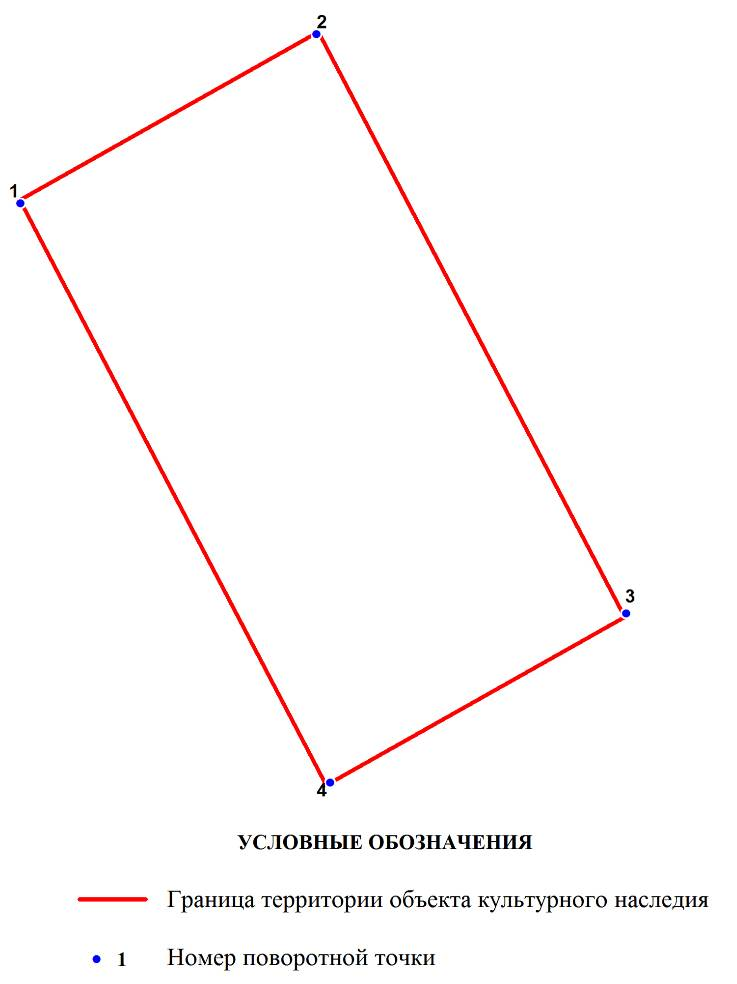 2
1
3
4
УСЛОВНЫЕ ОБОЗНАЧЕНИЯ
Граница территории объекта культурного наследия
1 Номер поворотной точки